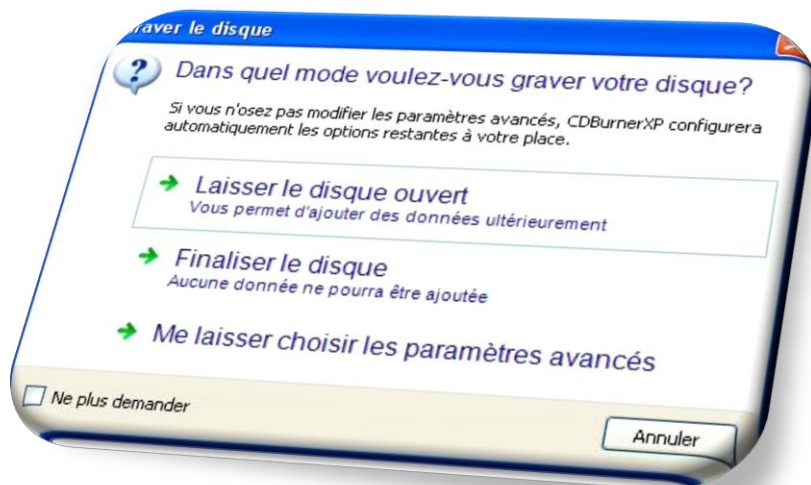 raver le disque
Dans quel mode voulez-vous graver votre disque?
Si vous n'osez pas modifier les paramètres avancés, CDBurnerXP configurera
automatiquement les options restantes à votre place.
Laisser le disque ouvert
Vous permet d'ajouter des données ultérieurement
Finaliser le disque
Aucune donnée ne pourra être ajoutée
Me laisser choisir les paramètres avancés
Ne plus demander
Annuler